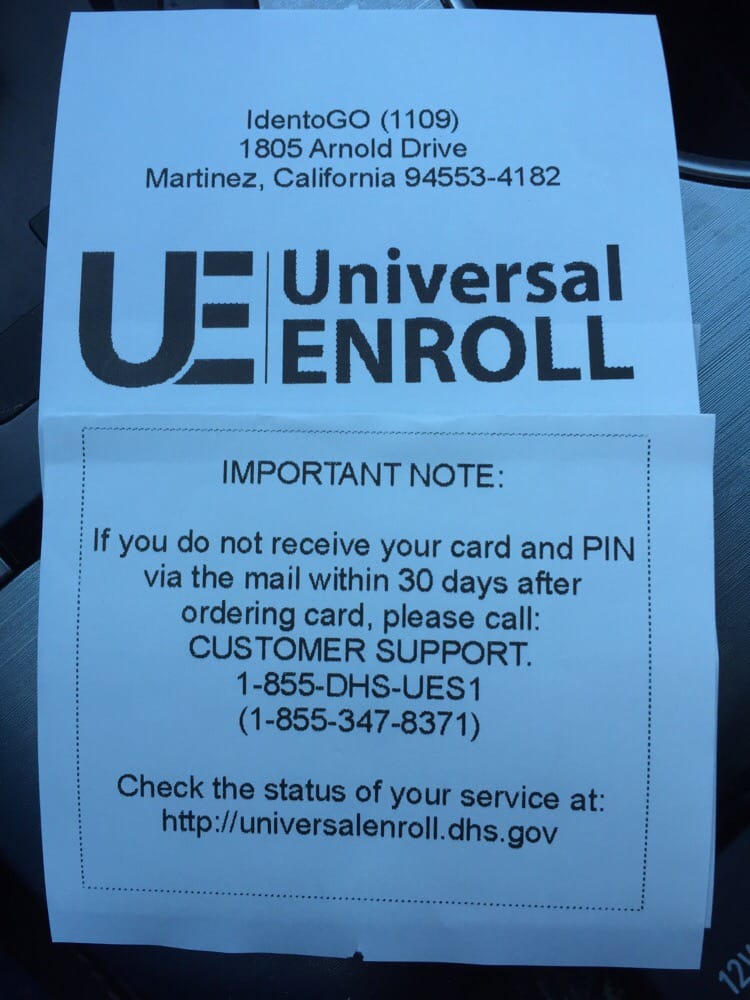 IdentoGO (1109)
1805 Arnold Drive
Martinez, California 94553-4182
UE Universal
ENROLL
IMPORTANT NOTE:
If you do not receive your card and PIN
via the mail within 30 days after
ordering card, please call:
CUSTOMER SUPPORT.
1-855-DHS-UES1
(1-855-347-8371)
Check the status of your service at:
http://universalenroll.dhs.gov
12V